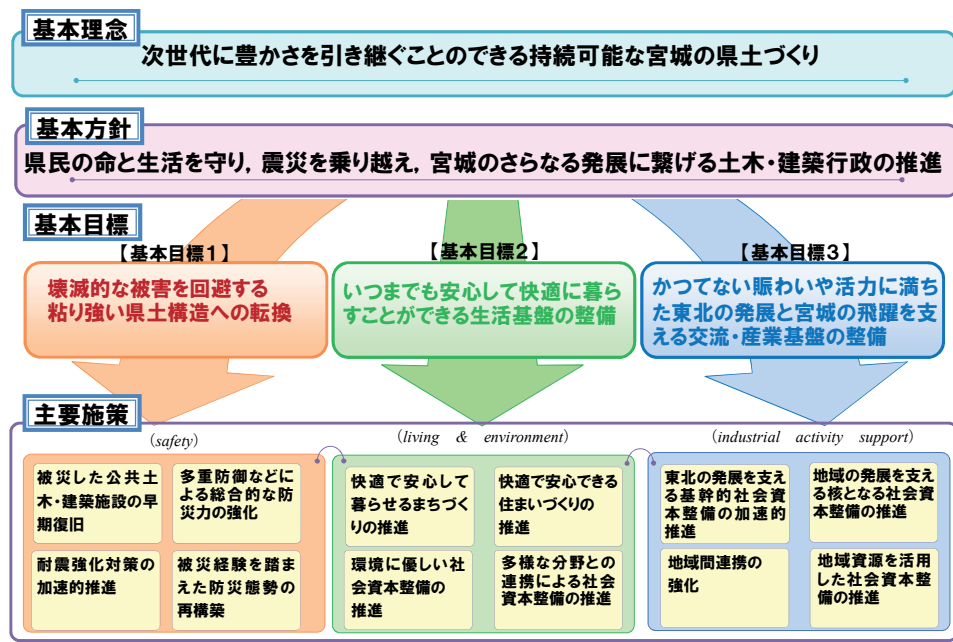 基本理念
次世代に豊かさを引き継ぐことのできる持続可能な宮城の県土づくり
基本方針
県民の命と生活を守り，震災を乗り越え，宮城のさらなる発展に繋げる土木・建築行政の推進
基本目標
【基本目標1】
壊滅的な被害を回避する
粘り強い県土構造への転換
【基本目標2】
いつまでも安心して快適に暮ら
すことができる生活基盤の整備
【基本目標3】
かつてない賑わいや活力に満ち
た東北の発展と宮城の飛躍を支
える交流・産業基盤の整備
主要施策
（safety）
被災した公共土
木・建築施設の早
期復旧
多重防御などに
よる総合的な防
災力の強化
耐震強化対策の
加速的推進
被災経験を踏ま
えた防災態勢の
再構築
（living & environment）
快適で安心して
暮らせるまちづく
りの推進
快適で安心できる
住まいづくりの
推進
環境に優しい社
会資本整備の
推進
多様な分野との
連携による社会
資本整備の推進
（industrial activity support）
東北の発展を支え
る基幹的社会資
本整備の加速的
推進
地域の発展を支え
る核となる社会資
本整備の推進
地域間連携の
強化
地域資源を活用
した社会資本整
備の推進